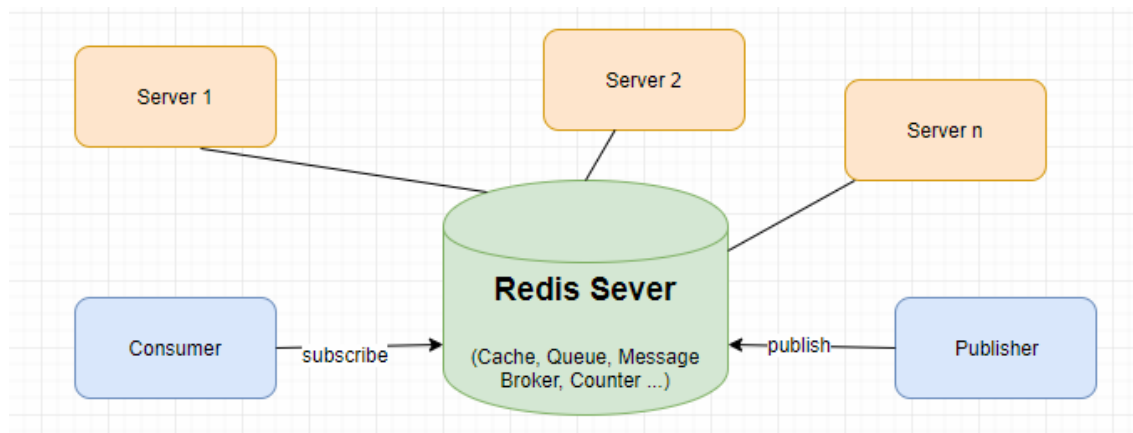 Server 1
Server 2
Server n
Redis Sever
(Cache, Queue, Message
Broker, Counter ...)
Consumer
subscribe
publish
Publisher